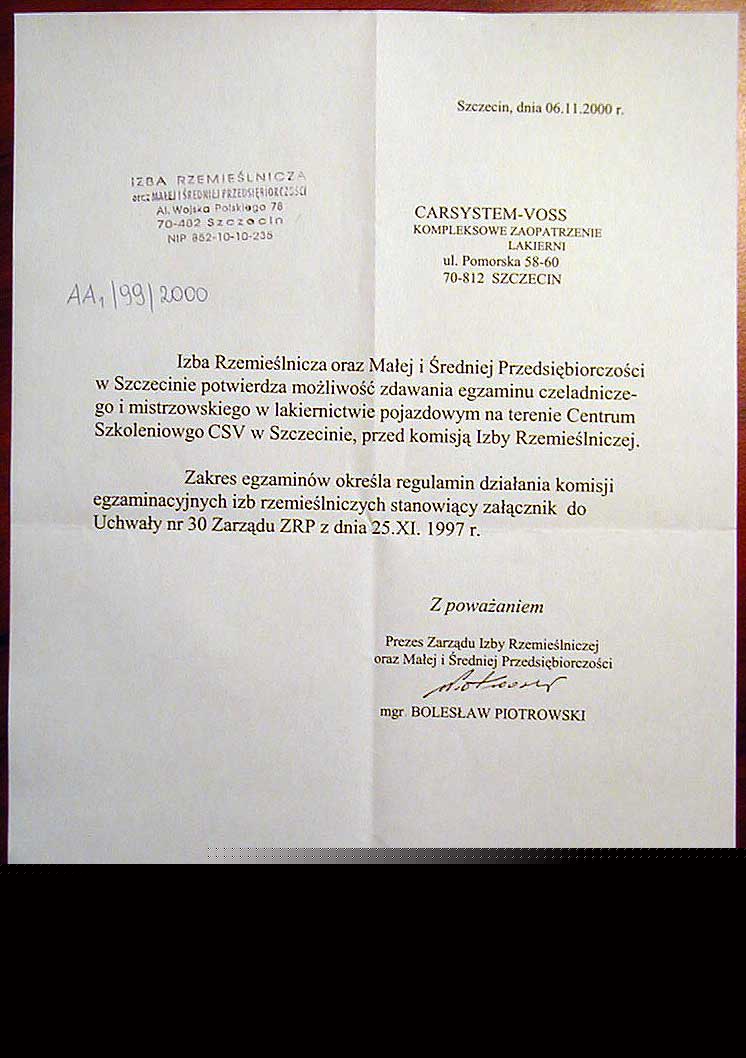 Szczecin, dnia 06.11.2000 r.
IZBA RZEMIEŚLNICZA
oraz MAŁEJ I ŚREDNIEJ PRZEDSIĘBIORCZOŚCI
Al. Wojska Polskiego 78
70-482 Szczecin
NIP 852-10-10-235
AA1/99/2000
CARSYSTEM-VOSS
KOMPLEKSOWE ZAOPATRZENIE
LAKIERNI
ul. Pomorska 58-60
70-812 SZCZECIN
Izba Rzemieślnicza oraz Małej i Średniej Przedsiębiorczości
w Szczecinie potwierdza możliwość zdawania egzaminu czeladnicze-
go i mistrzowskiego w lakiernictwie pojazdowym na terenie Centrum
Szkoleniowgo CSV w Szczecinie, przed komisją Izby Rzemieślniczej.
Zakres egzaminów określa regulamin działania komisji
egzaminacyjnych izb rzemieślniczych stanowiący załącznik do
Uchwały nr 30 Zarządu ZRP z dnia 25.XI. 1997 r.
Z poważaniem
Prezes Zarządu Izby Rzemieślniczej
oraz Małej i Średniej Przedsiębiorczości
mgr BOLESŁAW PIOTROWSKI